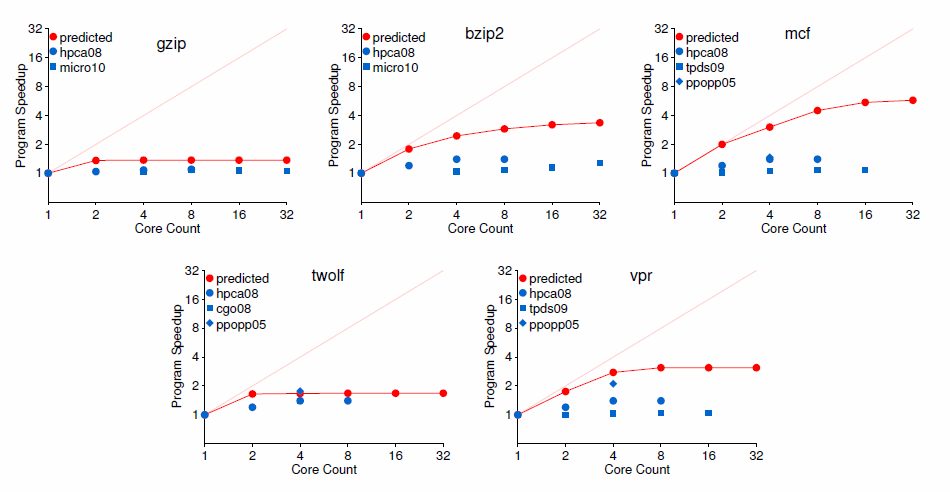 gzip
predicted
hpca08
micro10
32
16
8
4
2
1
Program Speedup
1 2 4 8 16 32
Core Count
bzip2
predicted
hpca08
micro10
32
16
8
4
2
1
Program Speedup
1 2 4 8 16 32
Core Count
mcf
predicted
hpca08
tpds09
ppopp05
32
16
8
4
2
1
Program Speedup
1 2 4 8 16 32
Core Count
twolf
predicted
hpca08
cgo08
ppopp05
32
16
8
4
2
1
Program Speedup
1 2 4 8 16 32
Core Count
vpr
predicted
hpca08
tpds09
ppopp05
32
16
8
4
2
1
Program Speedup
1 2 4 8 16 32
Core Count